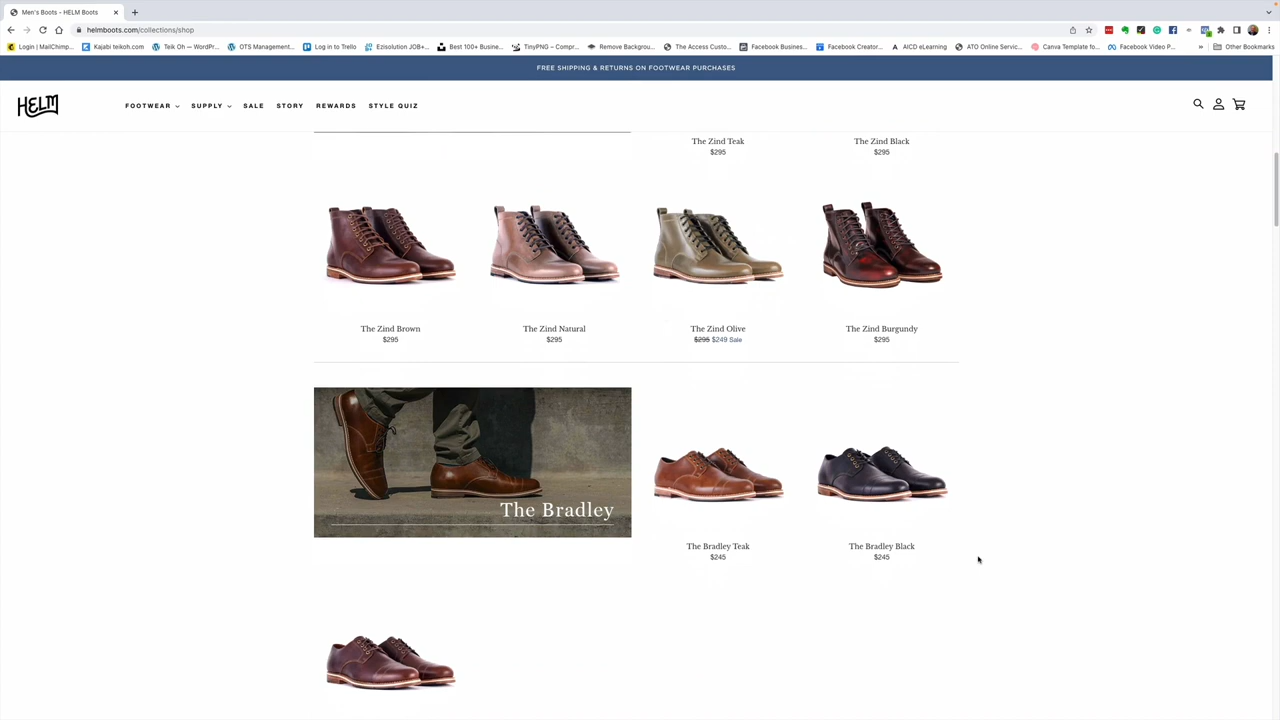 Men's Boots – HELM Boots
helmboots.com/collections/shop
Login | MailChimp... Kajabi teikoh.com Teik Oh — WordPr... OTS Management... Log in to Trello Ezisolution JOB+... Best 100+ Busine... TinyPNG – Compr... Remove Backgrou... The Access Custo... Facebook Busines... Facebook Creator... AICD eLearning ATO Online Servic... Canva Template fo... Facebook Video P... » Other Bookmarks
FREE SHIPPING & RETURNS ON FOOTWEAR PURCHASES
HELM
FOOTWEAR SUPPLY SALE STORY REWARDS STYLE QUIZ
The Zind Teak
$295
The Zind Black
$295
The Zind Brown
$295
The Zind Natural
$295
The Zind Olive
$295 $249 Sale
The Zind Burgundy
$295
The Bradley
The Bradley Teak
$245
The Bradley Black
$245